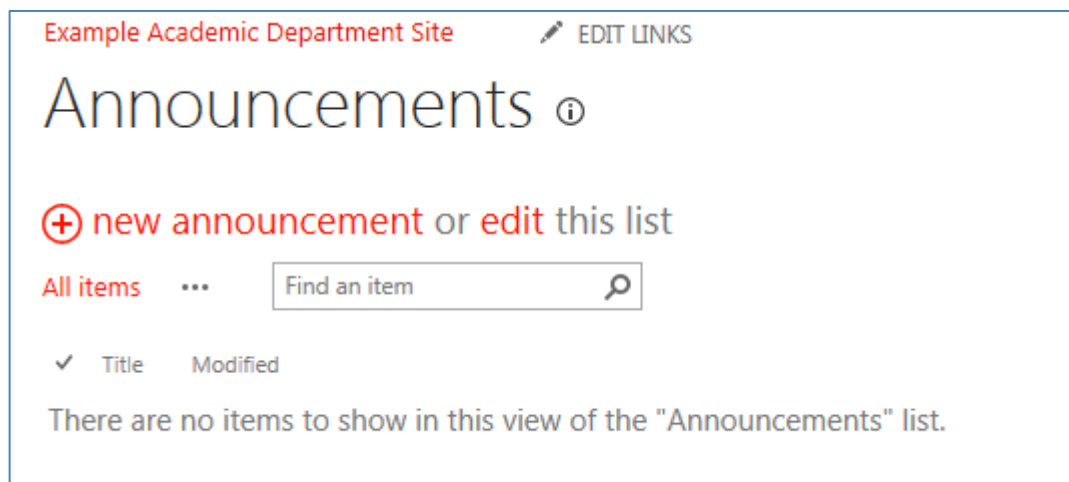 Example Academic Department Site EDIT LINKS
Announcements
new announcement or edit this list
All items ... Find an item
Title Modified
There are no items to show in this view of the "Announcements" list.